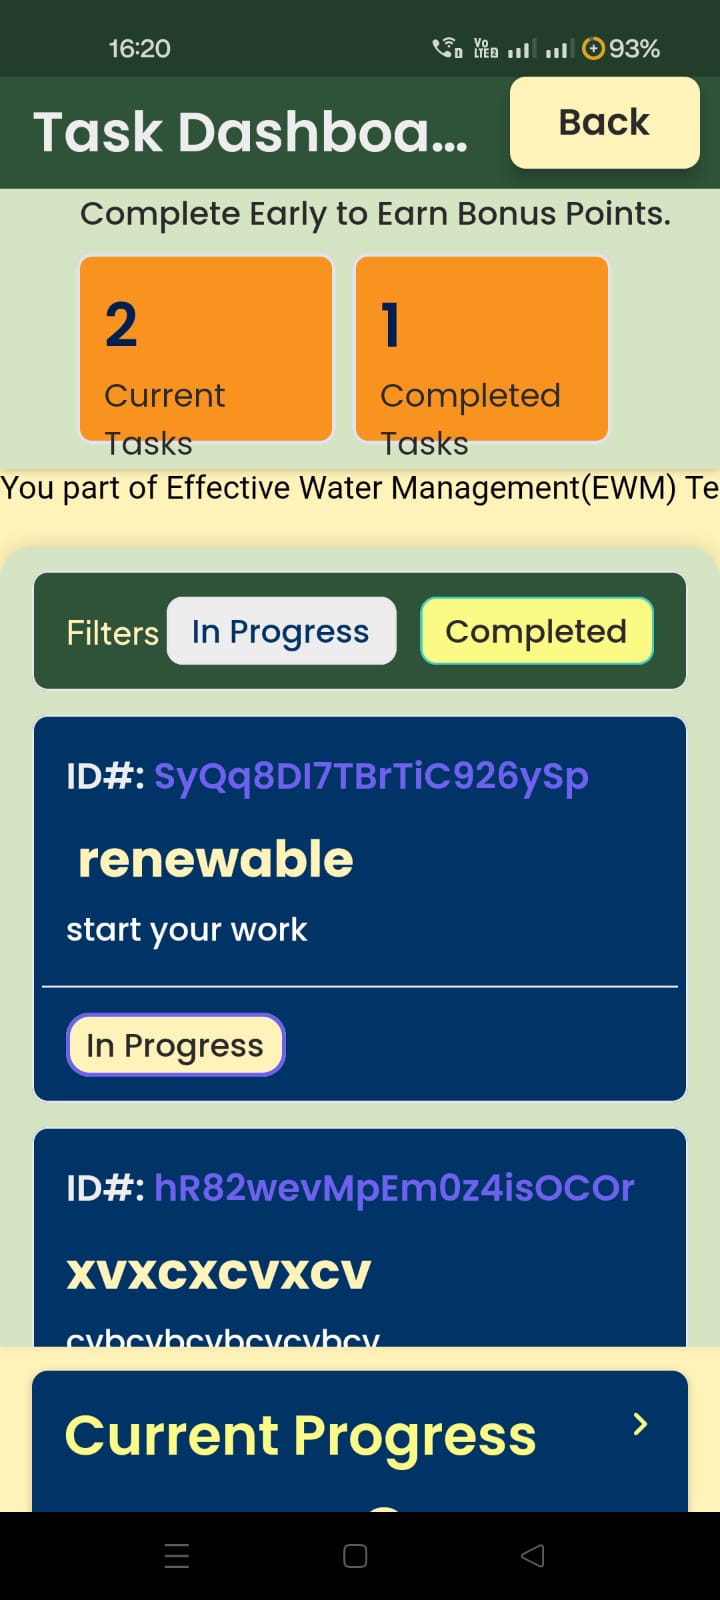 16:20 Vo LTE2 93%
Task Dashboa... Back
Complete Early to Earn Bonus Points.
2
Current
Tasks
1
Completed
Tasks
You part of Effective Water Management(EWM) Te
Filters In Progress Completed
ID#: SyQq8DI7TBrTiC926ySp
renewable
start your work
In Progress
ID#: hR82wevMpEm0z4isOCOr
xvxcxcvxcv
Current Progress